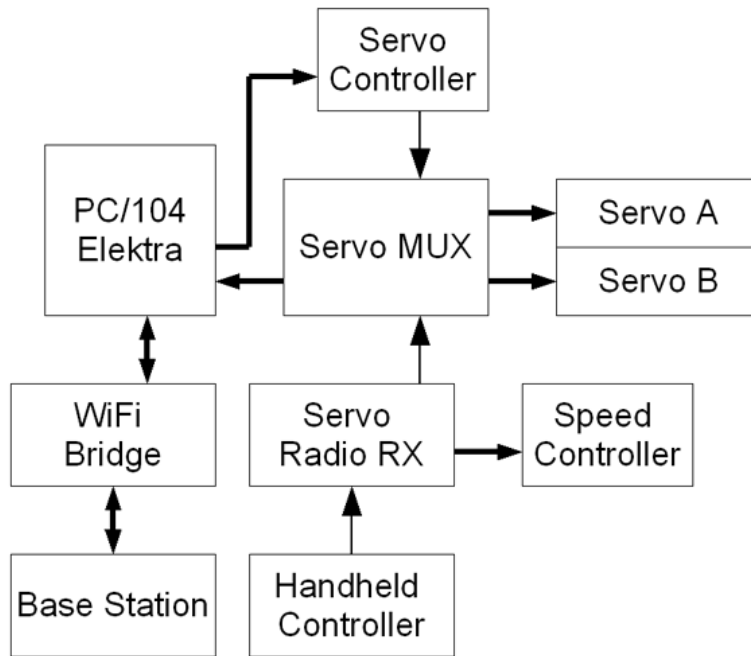 Servo
Controller
PC/104
Elektra
Servo MUX
Servo A
Servo B
WiFi
Bridge
Servo
Radio RX
Speed
Controller
Base Station
Handheld
Controller